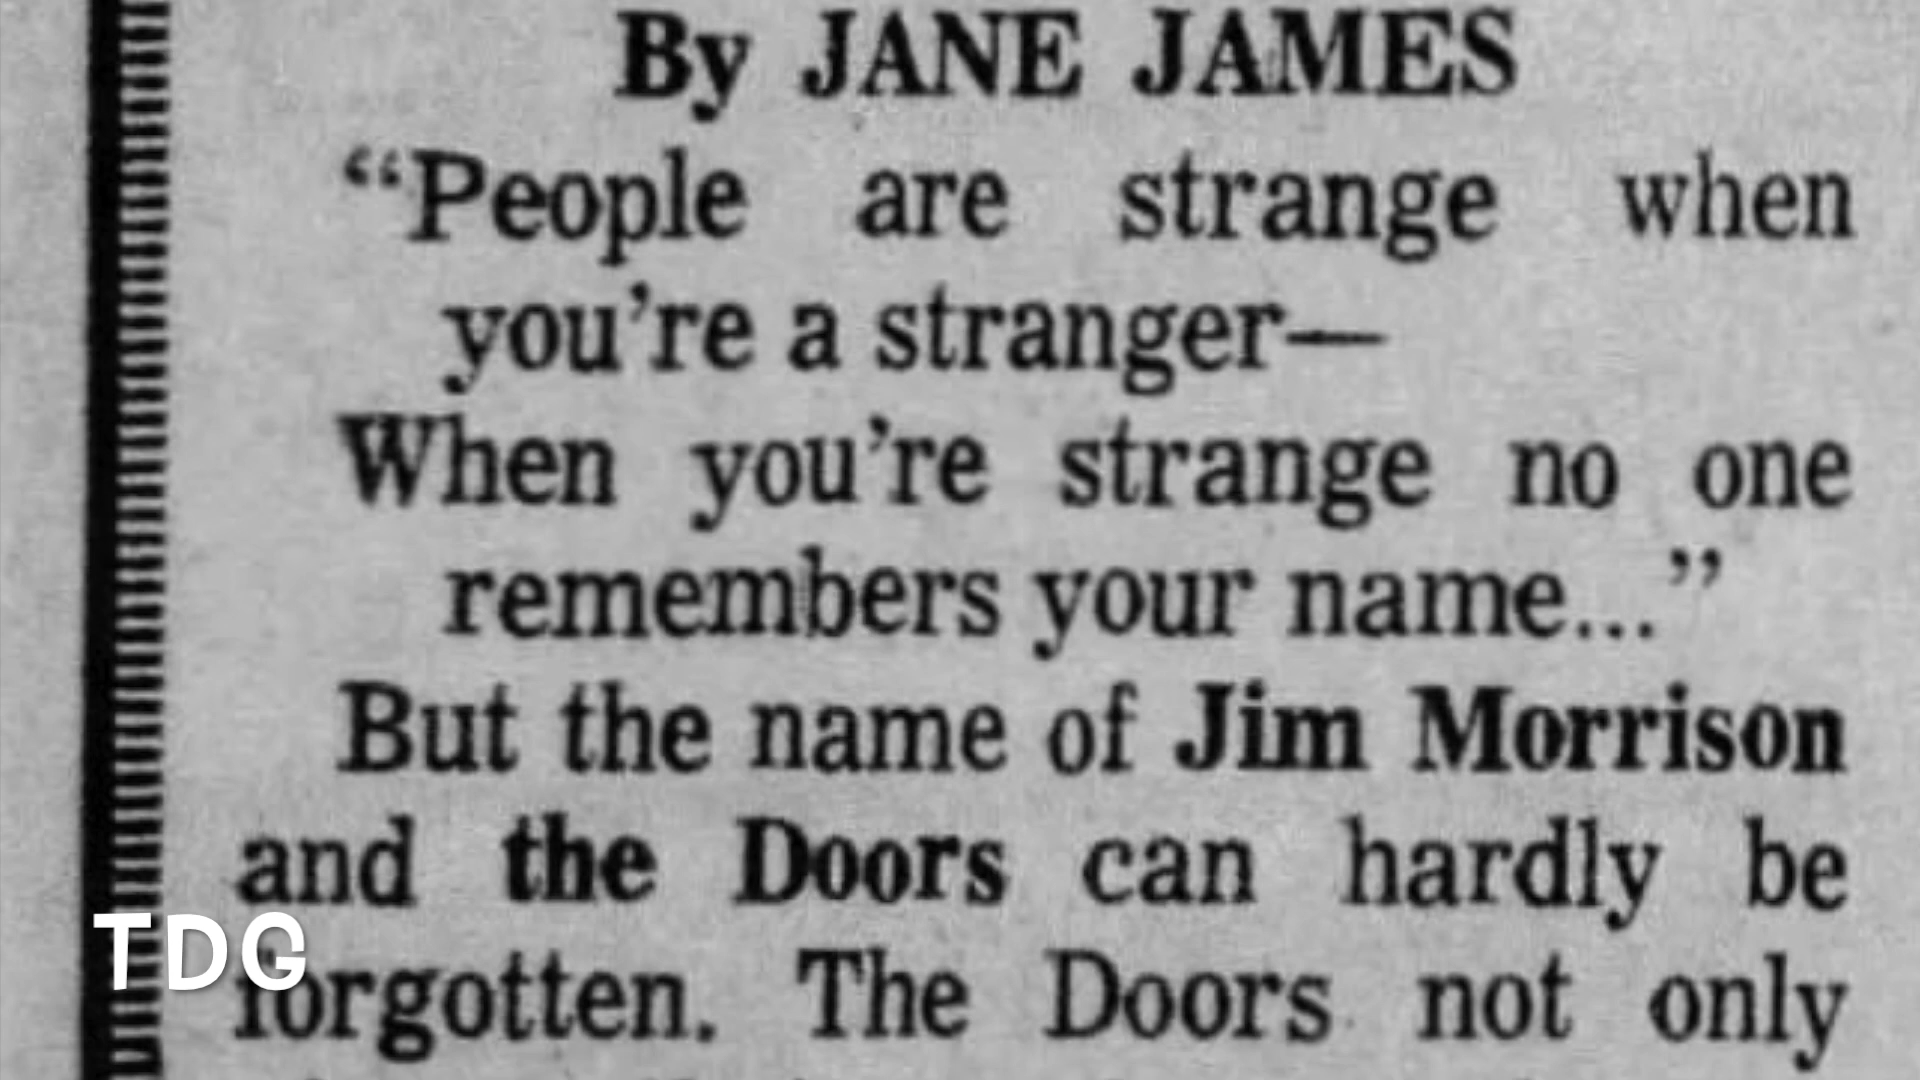 By JANE JAMES
“People are strange when
you’re a stranger—
When you’re strange no one
remembers your name...”
But the name of Jim Morrison
and the Doors can hardly be
forgotten. The Doors not only
TDG